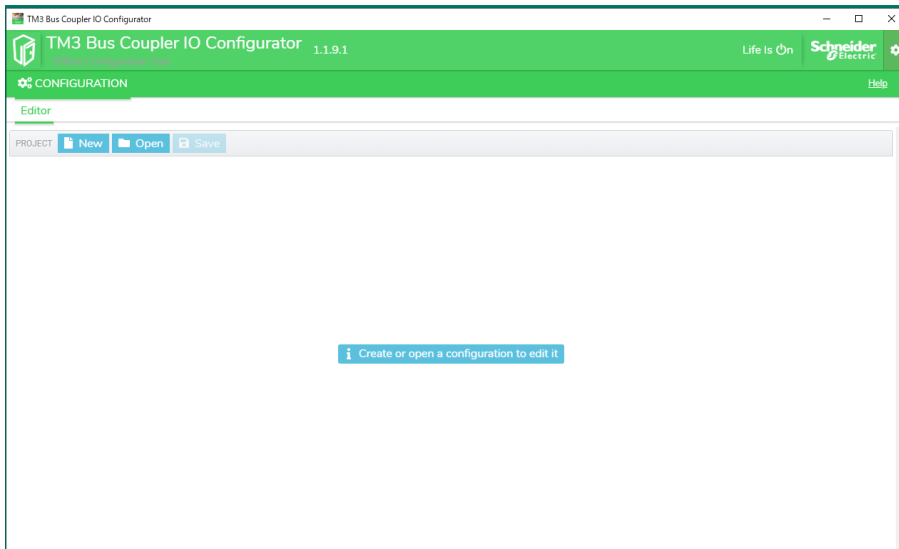 TM3 Bus Coupler IO Configurator
TM3 Bus Coupler IO Configurator 1.1.9.1
Life Is On
Schneider
Electric
CONFIGURATION
Help
Editor
PROJECT New Open Save
Create or open a configuration to edit it